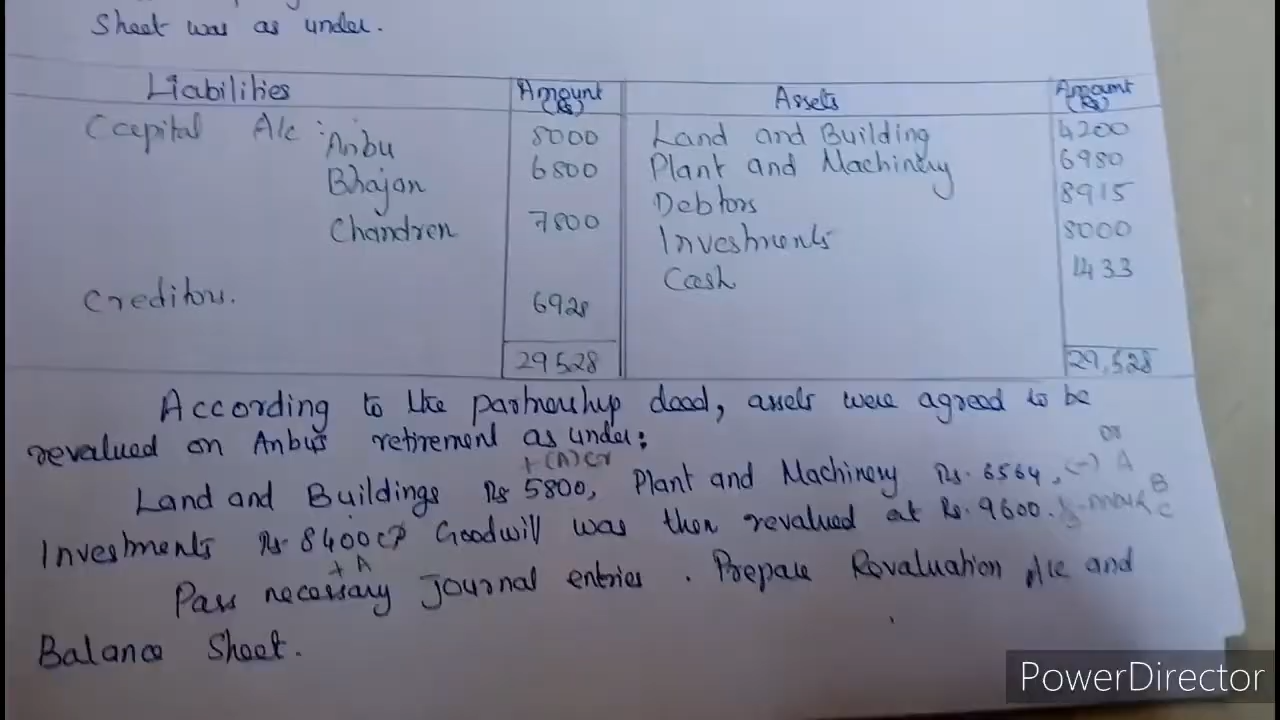 Sheet was as under.
Liabilities Amount (Rs) Assets Amount (Rs)
Capital A/c : Anbu 8000 Land and Building 4200
Bhajan 6800 Plant and Machinery 6980
Chandren 7800 Debtors 8915
Investments 8000
Creditors. 6928 Cash 1433
29528 29,528
According to the partnership deed, assets were agreed to be
revalued on Anbu's retirement as under:
+ (A) Cr
Land and Buildings Rs 5800, Plant and Machinery Rs. 6564, (-) A
Investments Rs 8400 Goodwill was then revalued at Rs. 9600.
+ A
Pass necessary Journal entries. Prepare Revaluation A/c and
Balance Sheet.
PowerDirector